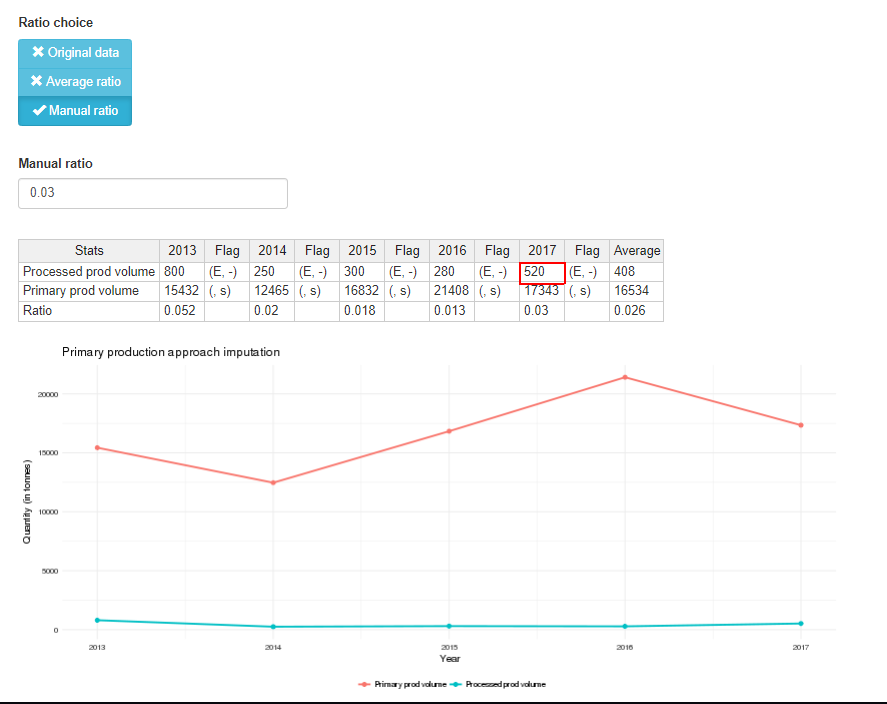 Ratio choice
Original data
Average ratio
Manual ratio
Manual ratio
0.03
Stats 2013 Flag 2014 Flag 2015 Flag 2016 Flag 2017 Flag Average
Processed prod volume 800 (E, -) 250 (E, -) 300 (E, -) 280 (E, -) 520 (E, -) 408
Primary prod volume 15432 (, s) 12465 (, s) 16832 (, s) 21408 (, s) 17343 (, s) 16534
Ratio 0.052 0.02 0.018 0.013 0.03 0.026
Primary production approach imputation
20000
15000
10000
5000
0
Quantity (in tonnes)
2013 2014 2015 2016 2017
Year
Primary prod volume Processed prod volume